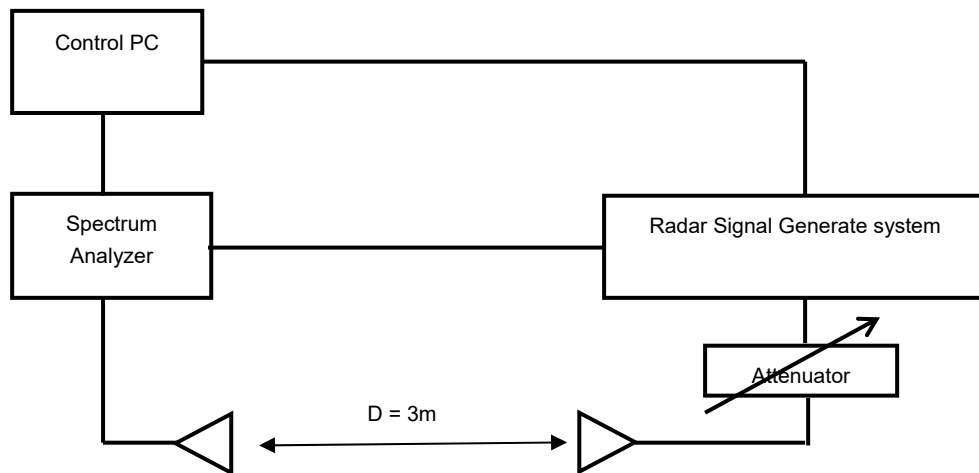 Control PC
Spectrum
Analyzer
Radar Signal Generate system
Attenuator
D = 3m